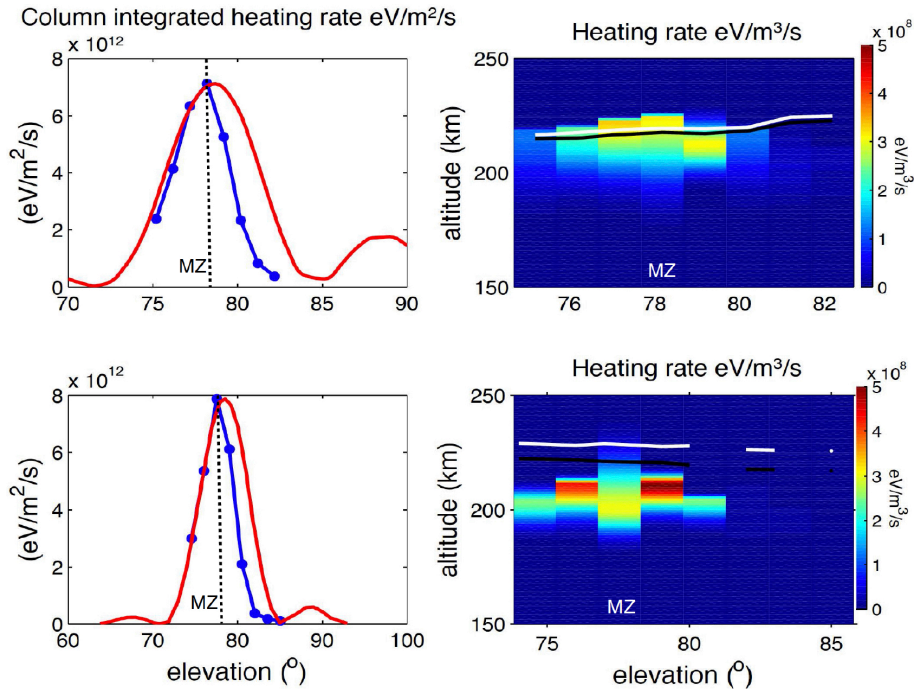 Column integrated heating rate eV/m²/s
x 10¹²
(eV/m²/s)
8
6
4
2
0
MZ
70 75 80 85 90
Heating rate eV/m³/s
x 10⁸
altitude (km)
250
200
150
MZ
76 77 78 79 80 81 82
5
4
3
2
1
0
eV/m³/s
x 10¹²
(eV/m²/s)
8
6
4
2
0
MZ
60 70 80 90 100
elevation (º)
Heating rate eV/m³/s
x 10⁸
altitude (km)
250
200
150
MZ
75 80 85
elevation (º)
5
4
3
2
1
0
eV/m³/s